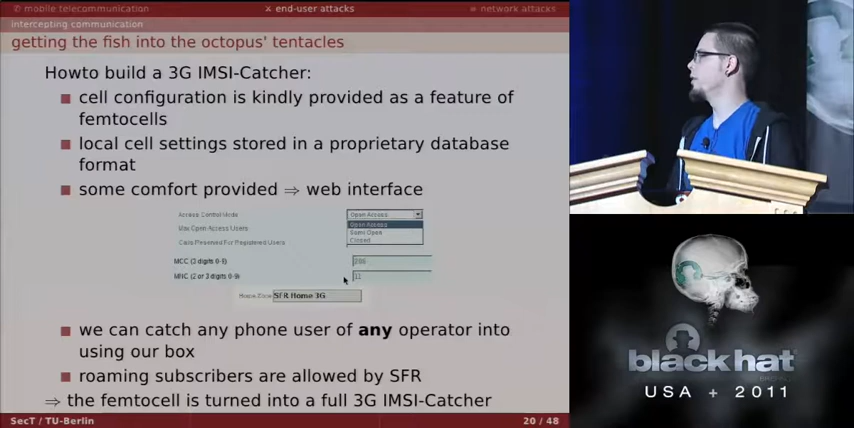 mobile telecommunication
end-user attacks
network attacks
intercepting communication
getting the fish into the octopus' tentacles
Howto build a 3G IMSI-Catcher:
cell configuration is kindly provided as a feature of
femtocells
local cell settings stored in a proprietary database
format
some comfort provided ⇒ web interface
Access Control Mode
Open Access
Max Open Access Users
Open Access
Semi Open
Calls Reserved For Registered Users
Closed
MCC (3 digits 0-9)
MNC (2 or 3 digits 0-9)
SFR Home 3G
we can catch any phone user of any operator into
using our box
roaming subscribers are allowed by SFR
⇒ the femtocell is turned into a full 3G IMSI-Catcher
SecT / TU-Berlin
20 / 48
black hat
USA + 2011